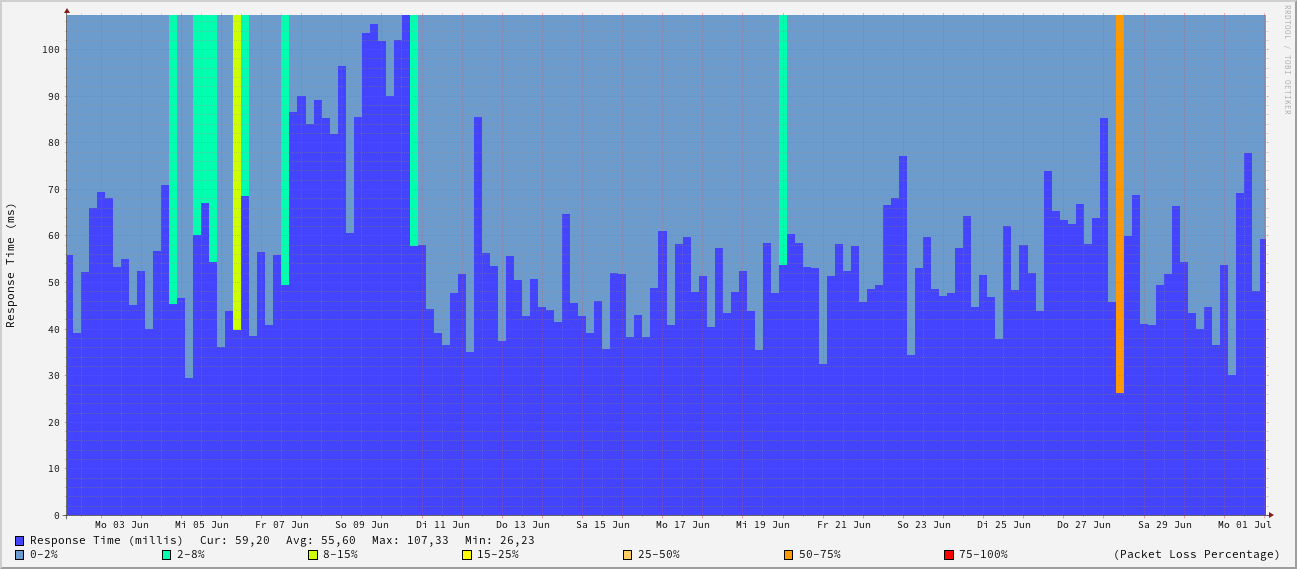 RRDTOOL / TOBI OETIKER
Response Time (ms)
100
90
80
70
60
50
40
30
20
10
0
Mo 03 Jun Mi 05 Jun Fr 07 Jun So 09 Jun Di 11 Jun Do 13 Jun Sa 15 Jun Mo 17 Jun Mi 19 Jun Fr 21 Jun So 23 Jun Di 25 Jun Do 27 Jun Sa 29 Jun Mo 01 Jul
Response Time (millis) Cur: 59,20 Avg: 55,60 Max: 107,33 Min: 26,23
0-2% 2-8% 8-15% 15-25% 25-50% 50-75% 75-100% (Packet Loss Percentage)